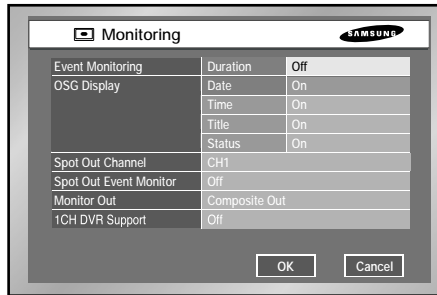 Monitoring
SAMSUNG
Event Monitoring Duration Off
OSG Display Date On
Time On
Title On
Status On
Spot Out Channel CH1
Spot Out Event Monitor Off
Monitor Out Composite Out
1CH DVR Support Off
OK Cancel